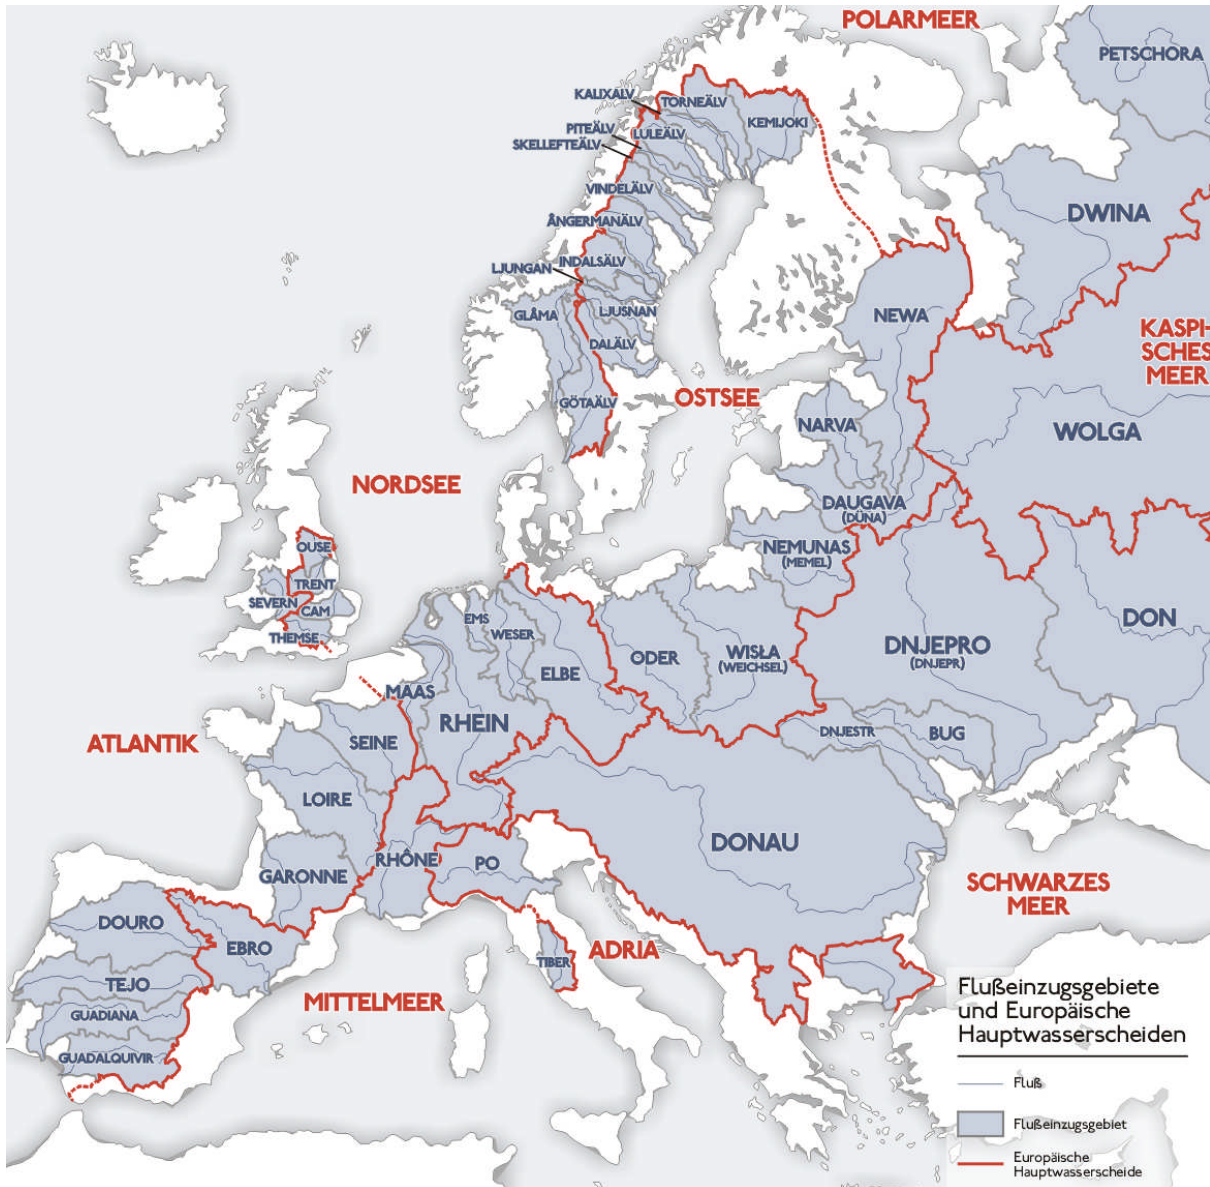 POLARMEER
PETSCHORA
KALIXÄLV
TORNEÄLV
PITEÄLV
LULEÄLV
KEMIJOKI
SKELLEFTEÄLV
VINDELÄLV
DWINA
ÅNGERMANÄLV
INDALSÄLV
LJUNGAN
GLÅMA
LJUSNAN
NEWA
KASPI-
SCHES
MEER
DALÄLV
OSTSEE
GÖTAÄLV
NARVA
WOLGA
NORDSEE
DAUGAVA
(DÜNA)
OUSE
NEMUNAS
(MEMEL)
TRENT
SEVERN
CAM
THEMSE
EMS
WESER
DON
DNJEPRO
(DNJEPR)
ODER
WISŁA
(WEICHSEL)
ELBE
MAAS
RHEIN
ATLANTIK
SEINE
DNJESTR
BUG
LOIRE
DONAU
RHÔNE
PO
GARONNE
SCHWARZES
MEER
DOURO
EBRO
ADRIA
TIBER
TEJO
MITTELMEER
GUADIANA
GUADALQUIVIR
Flußeinzugsgebiete
und Europäische
Hauptwasserscheiden
Fluß
Flußeinzugsgebiet
Europäische
Hauptwasserscheide